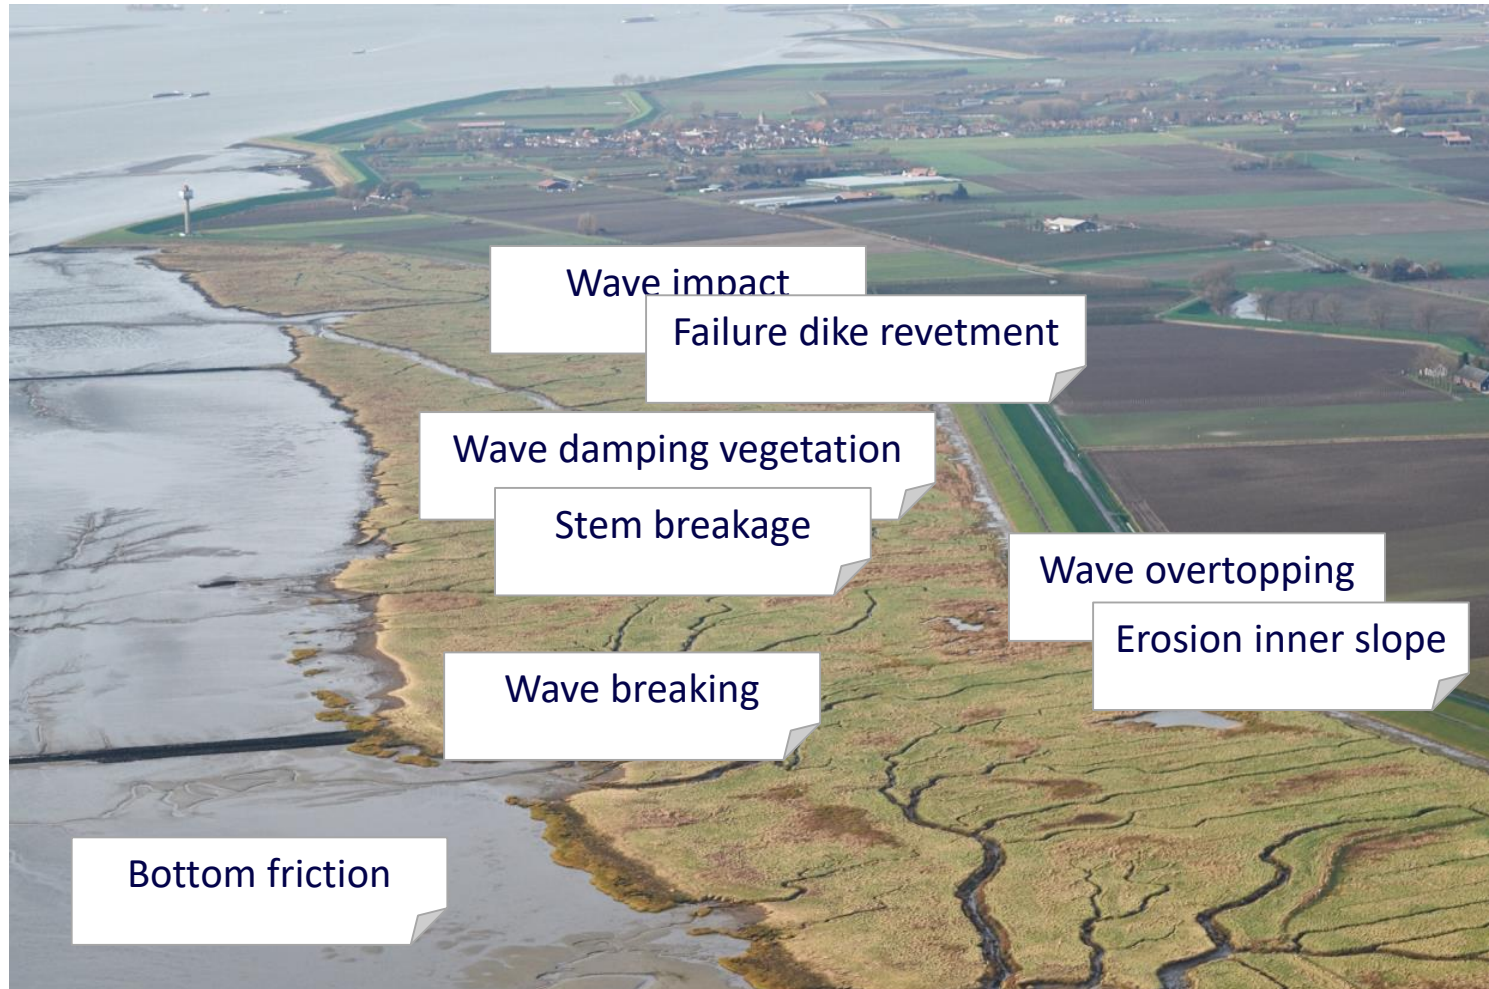 Wave impact
Failure dike revetment
Wave damping vegetation
Stem breakage
Wave overtopping
Erosion inner slope
Wave breaking
Bottom friction